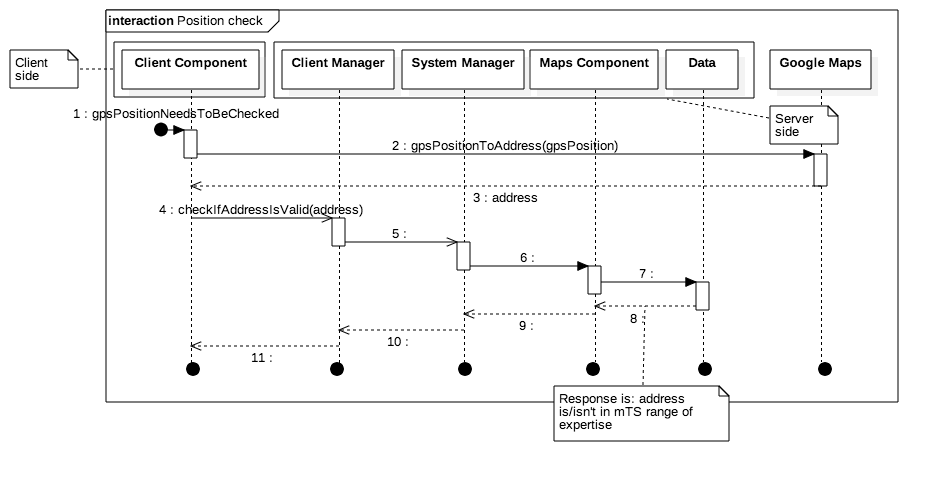 interaction Position check
Client
side
Client Component
Client Manager
System Manager
Maps Component
Data
Google Maps
1 : gpsPositionNeedsToBeChecked
Server
side
2 : gpsPositionToAddress(gpsPosition)
3 : address
4 : checkIfAddressIsValid(address)
5 :
6 :
7 :
8 :
9 :
10 :
11 :
Response is: address
is/isn't in mTS range of
expertise